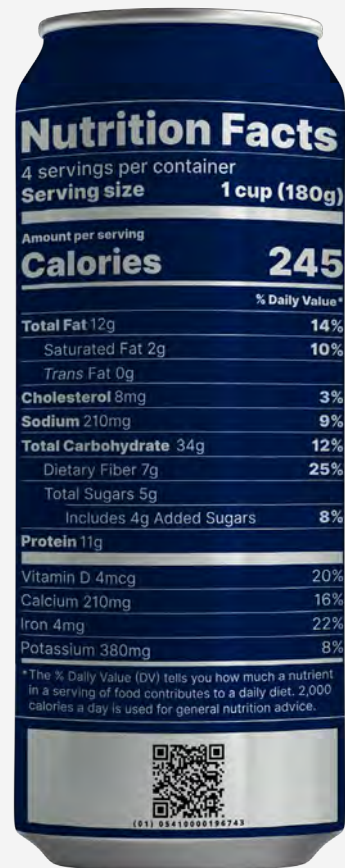 Nutrition Facts
4 servings per container
Serving size 1 cup (180g)
Amount per serving
Calories 245
% Daily Value*
Total Fat 12g 14%
Saturated Fat 2g 10%
Trans Fat 0g
Cholesterol 8mg 3%
Sodium 210mg 9%
Total Carbohydrate 34g 12%
Dietary Fiber 7g 25%
Total Sugars 5g
Includes 4g Added Sugars 8%
Protein 11g
Vitamin D 4mcg 20%
Calcium 210mg 16%
Iron 4mg 22%
Potassium 380mg 8%
*The % Daily Value (DV) tells you how much a nutrient
in a serving of food contributes to a daily diet. 2,000
calories a day is used for general nutrition advice.
(01) 05410000196743